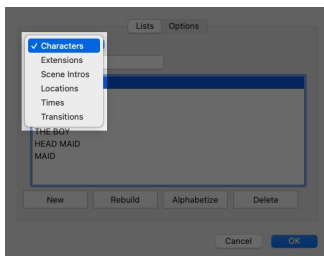 Lists Options
✓ Characters
Extensions
Scene Intros
Locations
Times
Transitions
THE BOY
HEAD MAID
MAID
New Rebuild Alphabetize Delete
Cancel OK